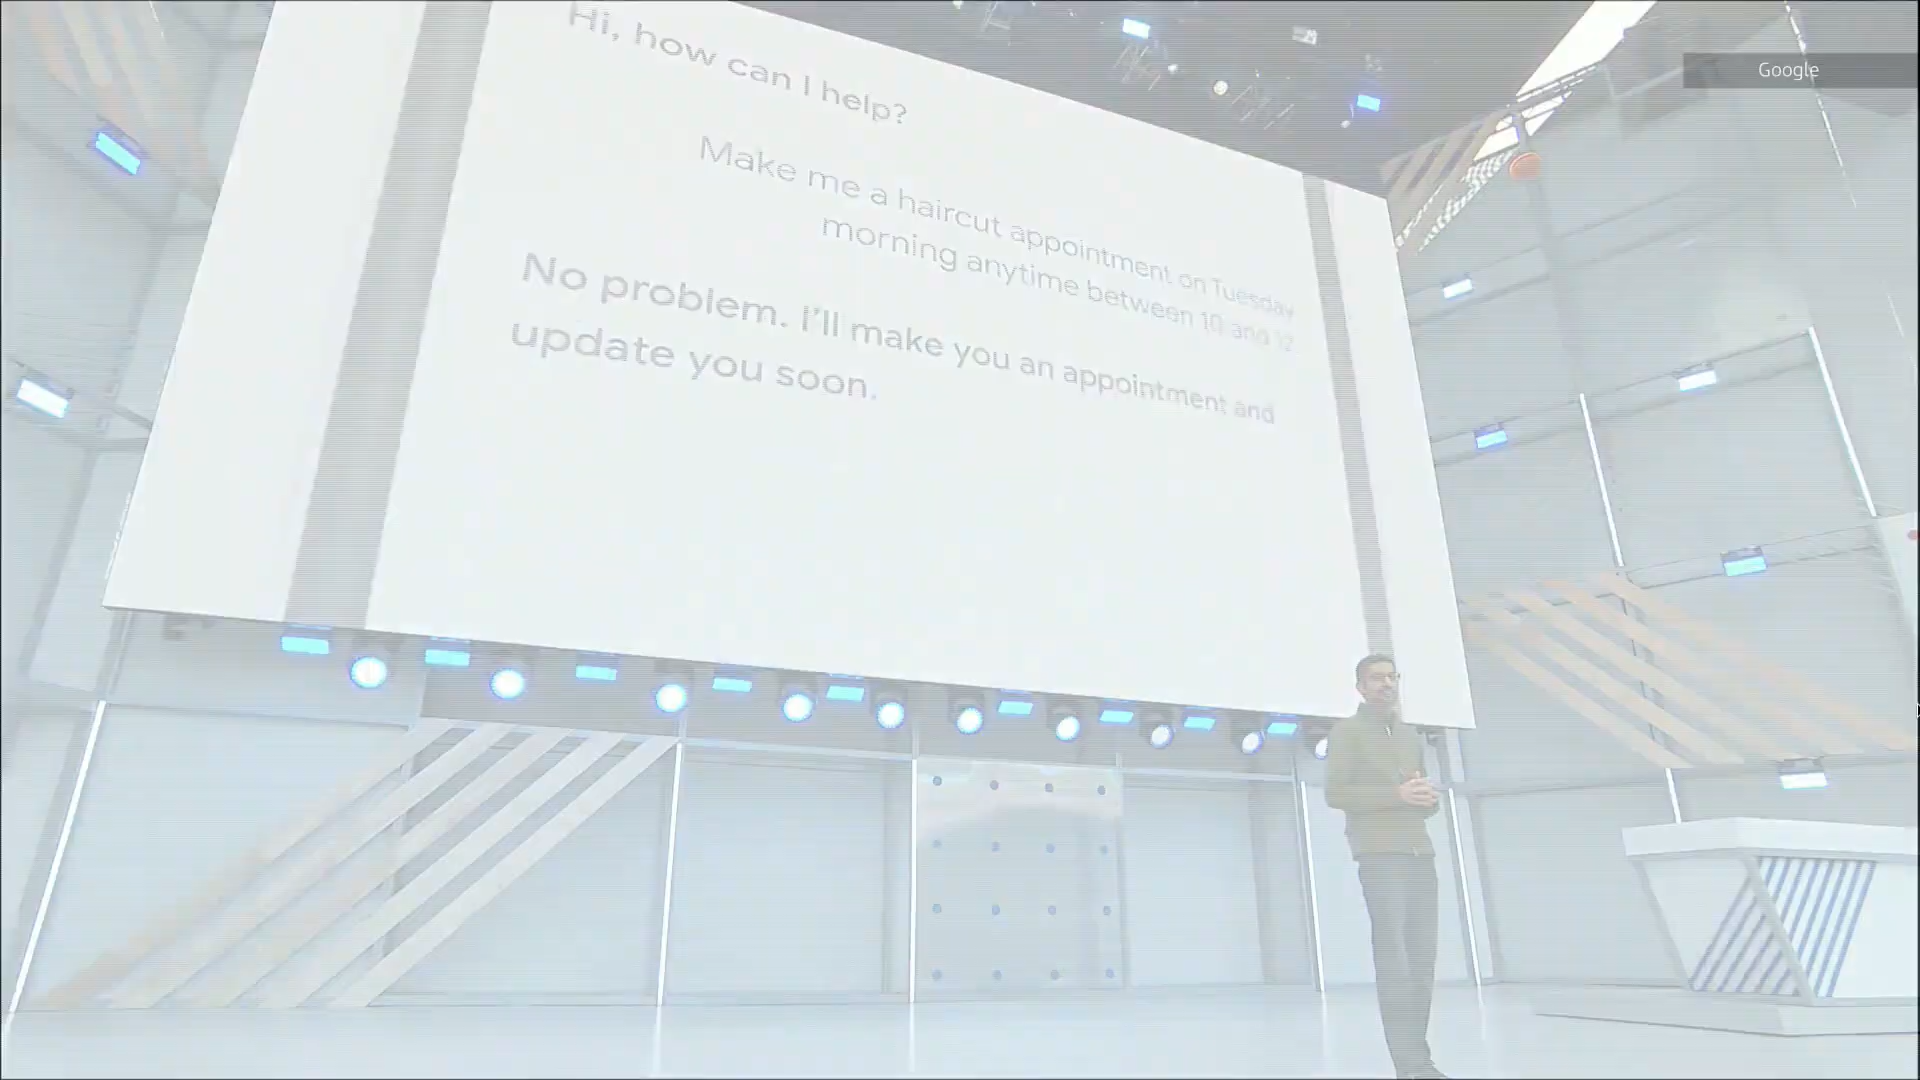 Google
Hi, how can I help?
Make me a haircut appointment on Tuesday
morning anytime between 10 and 12
No problem. I'll make you an appointment and
update you soon.